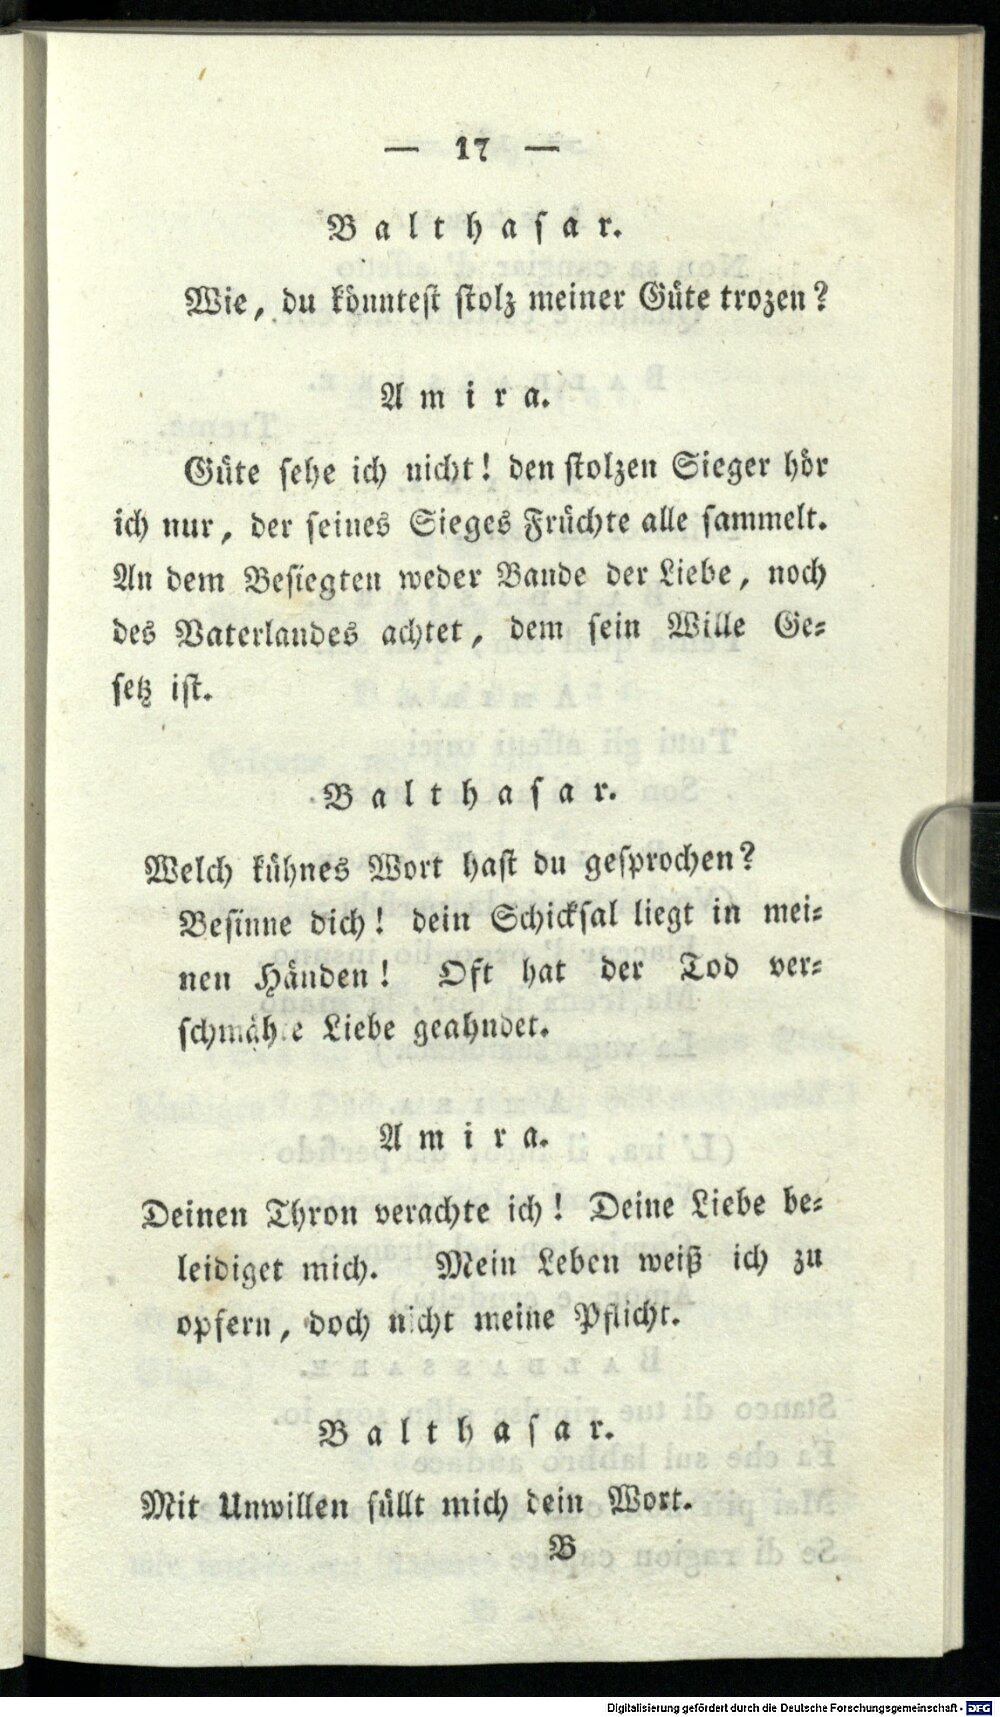 — 17 —
Balthasar.
Wie, du könntest stolz meiner Güte trozen?
Amira.
Güte sehe ich nicht! den stolzen Sieger hör
ich nur, der seines Sieges Früchte alle sammelt.
An dem Besiegten weder Bande der Liebe, noch
des Vaterlandes achtet, dem sein Wille Ge⸗
setz ist.
Balthasar.
Welch kühnes Wort hast du gesprochen?
Besinne dich! dein Schicksal liegt in mei⸗
nen Händen! Oft hat der Tod ver⸗
schmähte Liebe geahndet.
Amira.
Deinen Thron verachte ich! Deine Liebe be⸗
leidiget mich. Mein Leben weiß ich zu
opfern, doch nicht meine Pflicht.
Balthasar.
Mit Unwillen füllt mich dein Wort.
B
Digitalisierung gefördert durch die Deutsche Forschungsgemeinschaft - DFG